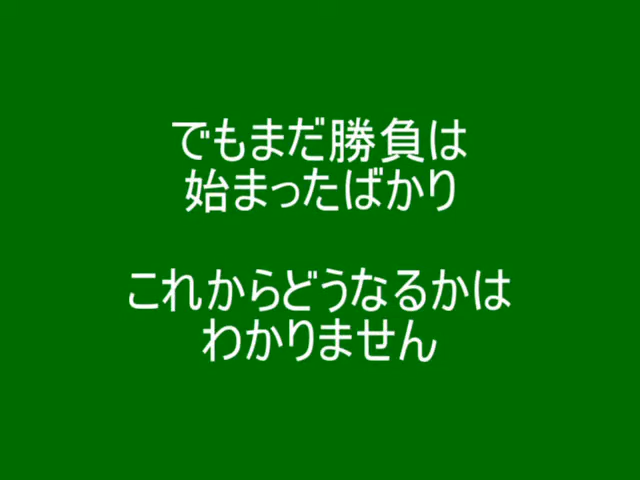 でもまだ勝負は
始まったばかり
これからどうなるかは
わかりません